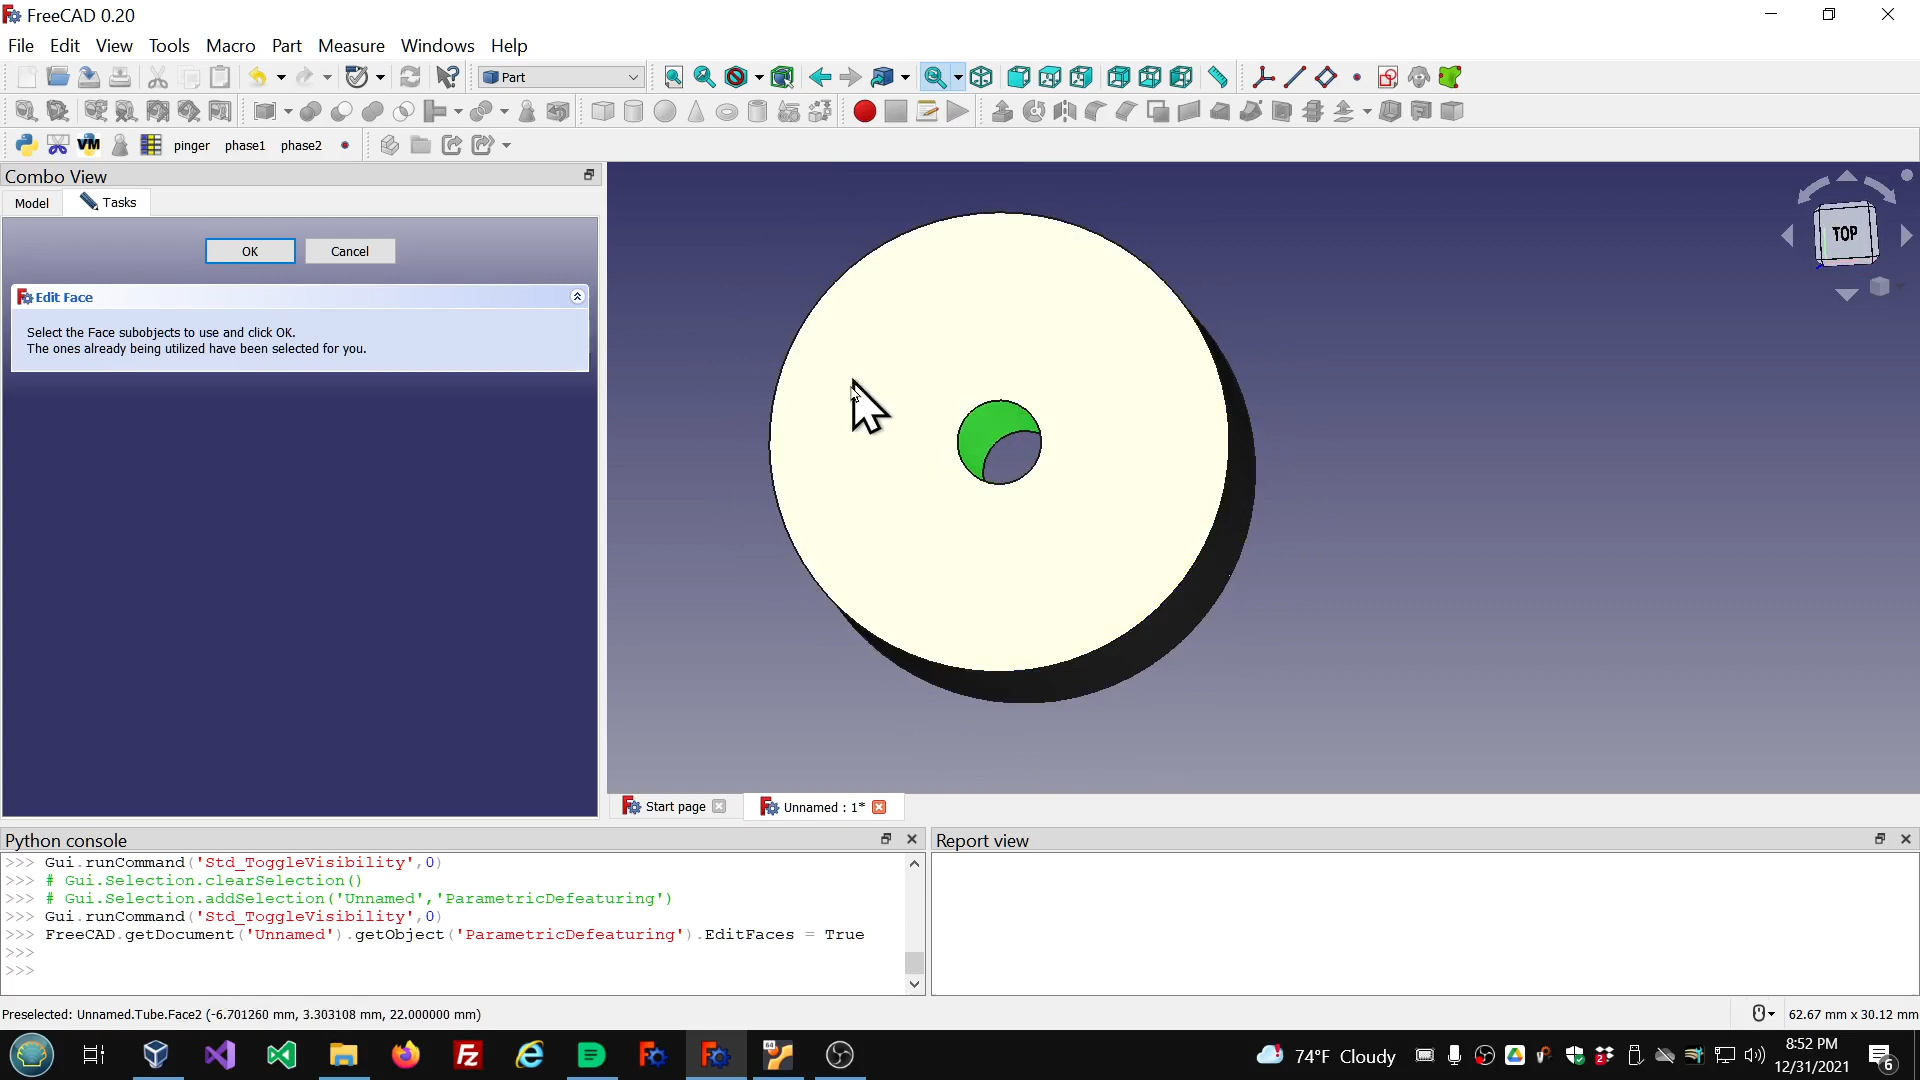 FreeCAD 0.20
File Edit View Tools Macro Part Measure Windows Help
Part
VM pinger phase1 phase2
Combo View
Model Tasks
TOP
OK Cancel
Edit Face
Select the Face subobjects to use and click OK.
The ones already being utilized have been selected for you.
Start page Unnamed : 1*
Python console
>>> Gui.runCommand('Std_ToggleVisibility',0)
>>> # Gui.Selection.clearSelection()
>>> # Gui.Selection.addSelection('Unnamed','ParametricDefeaturing')
>>> Gui.runCommand('Std_ToggleVisibility',0)
>>> FreeCAD.getDocument('Unnamed').getObject('ParametricDefeaturing').EditFaces = True
>>>
>>>
Report view
Preselected: Unnamed.Tube.Face2 (-6.701260 mm, 3.303108 mm, 22.000000 mm)
62.67 mm x 30.12 mm
64
74°F Cloudy
2
8:52 PM
12/31/2021
6